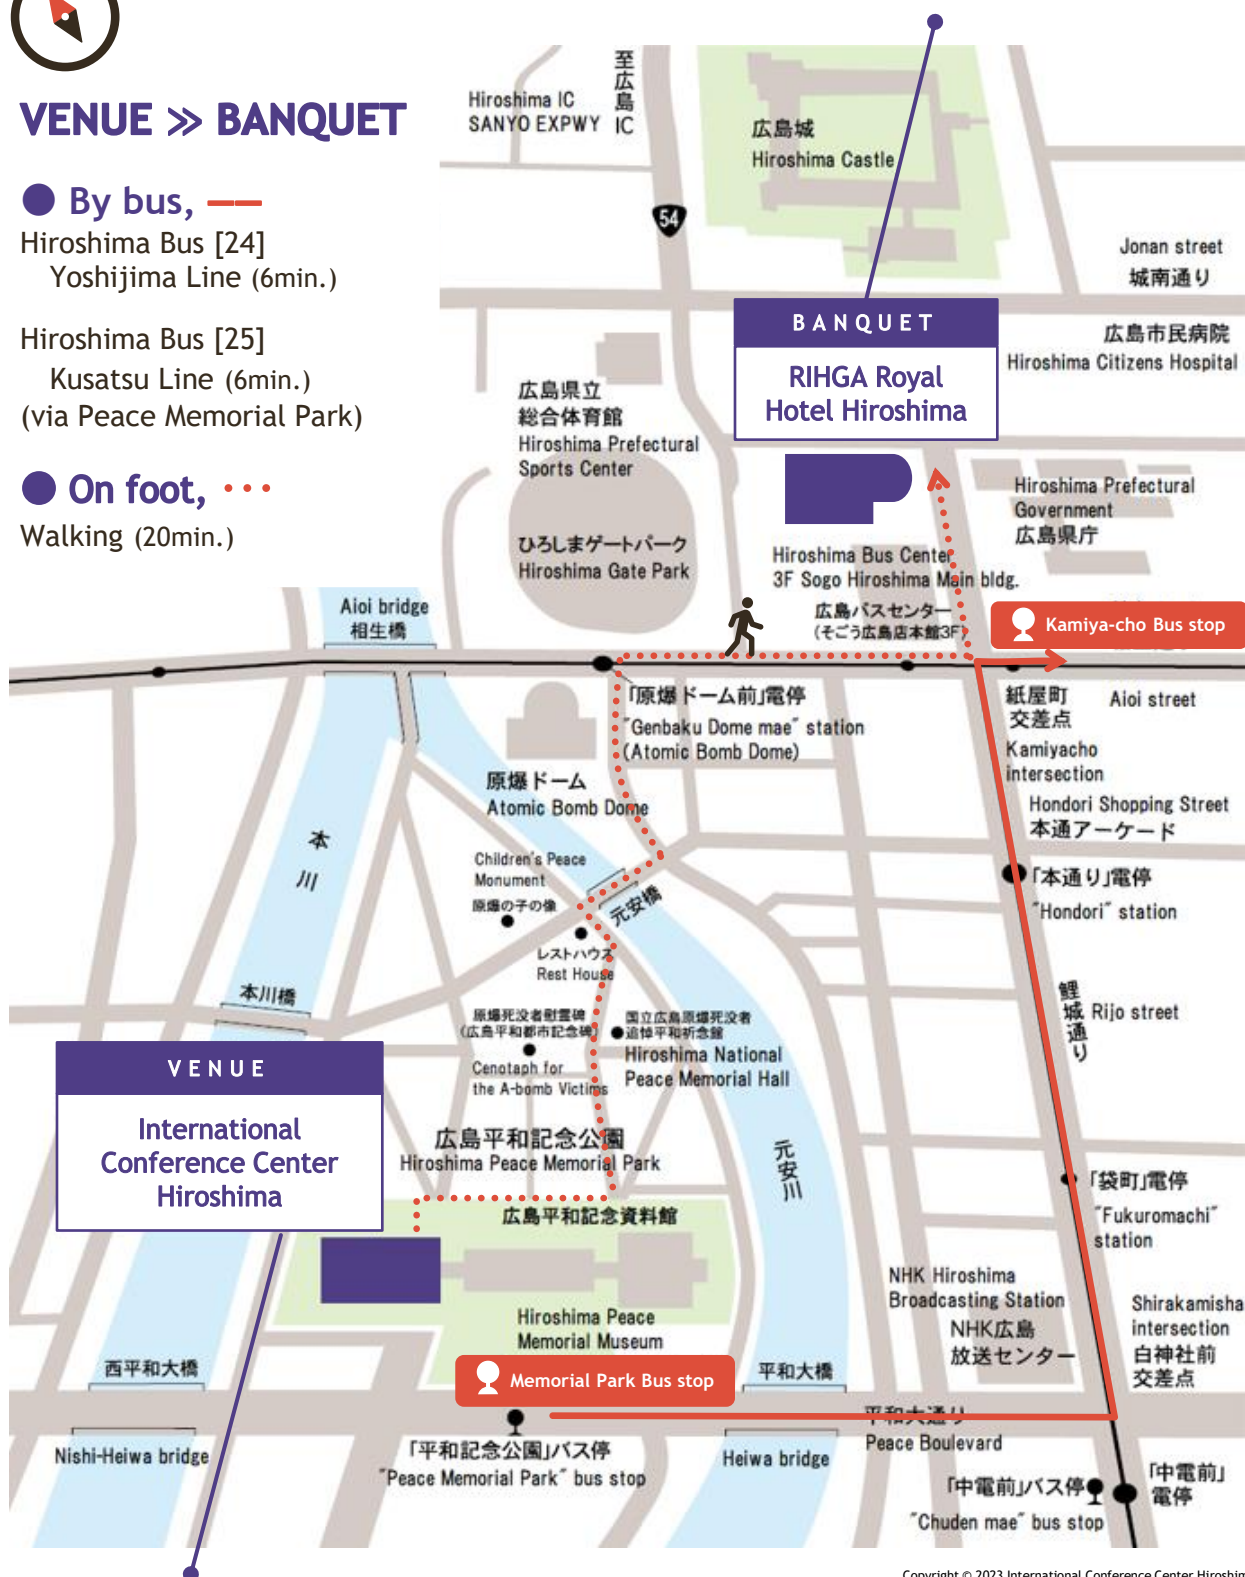 VENUE ≫ BANQUET
By bus,
Hiroshima Bus [24]
Yoshijima Line (6min.)
Hiroshima Bus [25]
Kusatsu Line (6min.)
(via Peace Memorial Park)
On foot, ･･･
Walking (20min.)
Hiroshima IC
SANYO EXPWY
至広島IC
54
広島城
Hiroshima Castle
Jonan street
城南通り
BANQUET
RIHGA Royal
Hotel Hiroshima
広島市民病院
Hiroshima Citizens Hospital
広島県立
総合体育館
Hiroshima Prefectural
Sports Center
ひろしまゲートパーク
Hiroshima Gate Park
Hiroshima Prefectural
Government
広島県庁
Hiroshima Bus Center
3F Sogo Hiroshima Main bldg.
広島バスセンター
(そごう広島店本館3F)
Kamiya-cho Bus stop
Aioi bridge
相生橋
「原爆ドーム前」電停
"Genbaku Dome mae" station
(Atomic Bomb Dome)
紙屋町
交差点
Aioi street
Kamiyacho
intersection
原爆ドーム
Atomic Bomb Dome
Hondori Shopping Street
本通アーケード
本川
Children's Peace
Monument
原爆の子の像
元安橋
「本通り」電停
"Hondori" station
レストハウス
Rest House
本川橋
鯉城通り
Rijo street
原爆死没者慰霊碑
(広島平和都市記念碑)
Cenotaph for
the A-bomb Victims
国立広島原爆死没者
追悼平和祈念館
Hiroshima National
Peace Memorial Hall
VENUE
International
Conference Center
Hiroshima
広島平和記念公園
Hiroshima Peace Memorial Park
元安川
「袋町」電停
"Fukuromachi"
station
広島平和記念資料館
Hiroshima Peace
Memorial Museum
NHK Hiroshima
Broadcasting Station
NHK広島
放送センター
Shirakamisha
intersection
白神社前
交差点
西平和大橋
Memorial Park Bus stop
平和大橋
平和大通り
Peace Boulevard
Nishi-Heiwa bridge
「平和記念公園」バス停
"Peace Memorial Park" bus stop
Heiwa bridge
「中電前」バス停
"Chuden mae" bus stop
「中電前」
電停
Copyright © 2023 International Conference Center Hiroshim